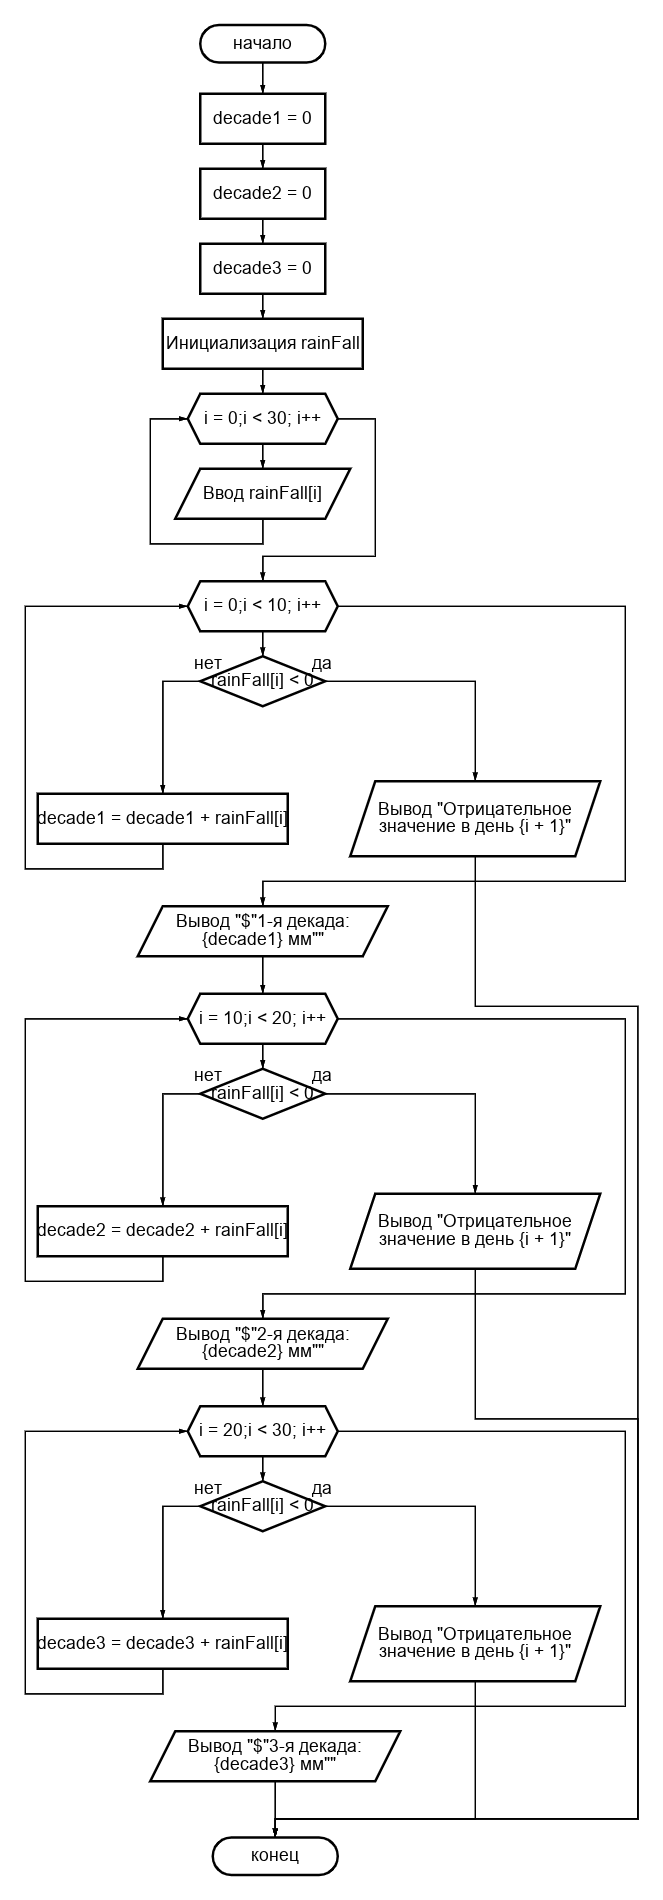 начало
decade1 = 0
decade2 = 0
decade3 = 0
Инициализация rainFall
i = 0;i < 30; i++
Ввод rainFall[i]
i = 0;i < 10; i++
нет
да
rainFall[i] < 0
decade1 = decade1 + rainFall[i]
Вывод "Отрицательное
значение в день {i + 1}"
Вывод "$"1-я декада:
{decade1} мм""
i = 10;i < 20; i++
нет
да
rainFall[i] < 0
decade2 = decade2 + rainFall[i]
Вывод "Отрицательное
значение в день {i + 1}"
Вывод "$"2-я декада:
{decade2} мм""
i = 20;i < 30; i++
нет
да
rainFall[i] < 0
decade3 = decade3 + rainFall[i]
Вывод "Отрицательное
значение в день {i + 1}"
Вывод "$"3-я декада:
{decade3} мм""
конец